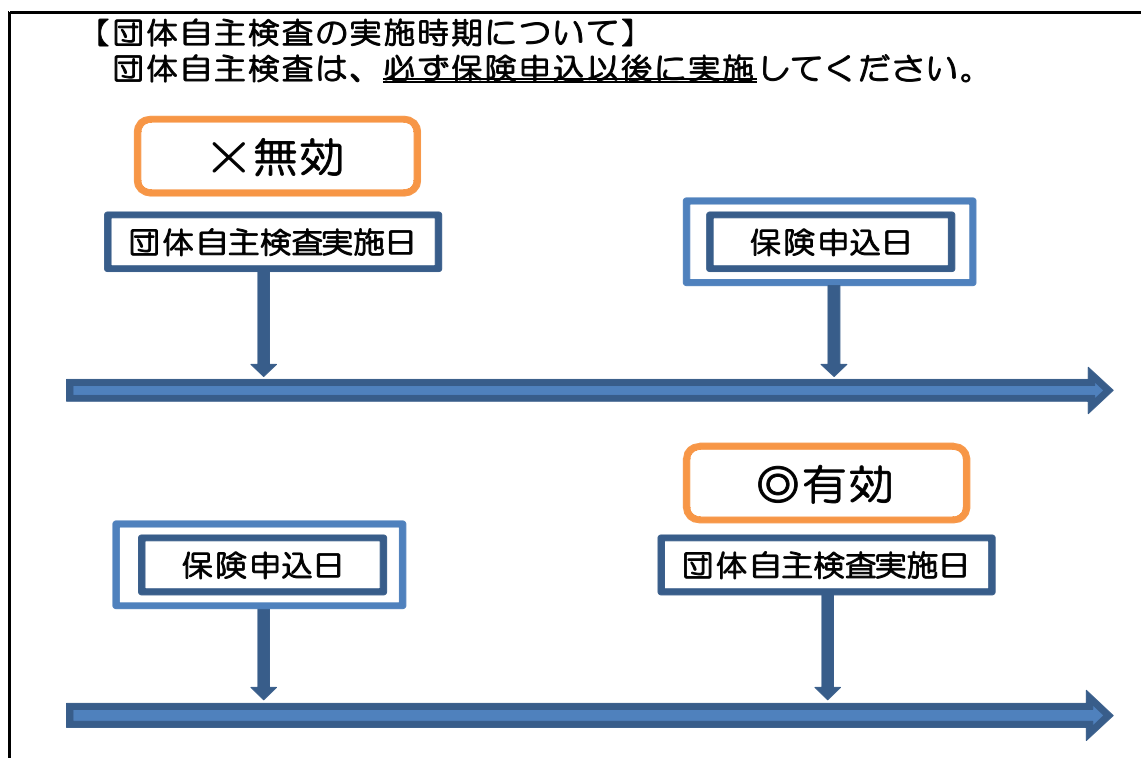 【団体自主検査の実施時期について】
団体自主検査は、必ず保険申込以後に実施してください。
×無効
団体自主検査実施日
保険申込日
◎有効
保険申込日
団体自主検査実施日